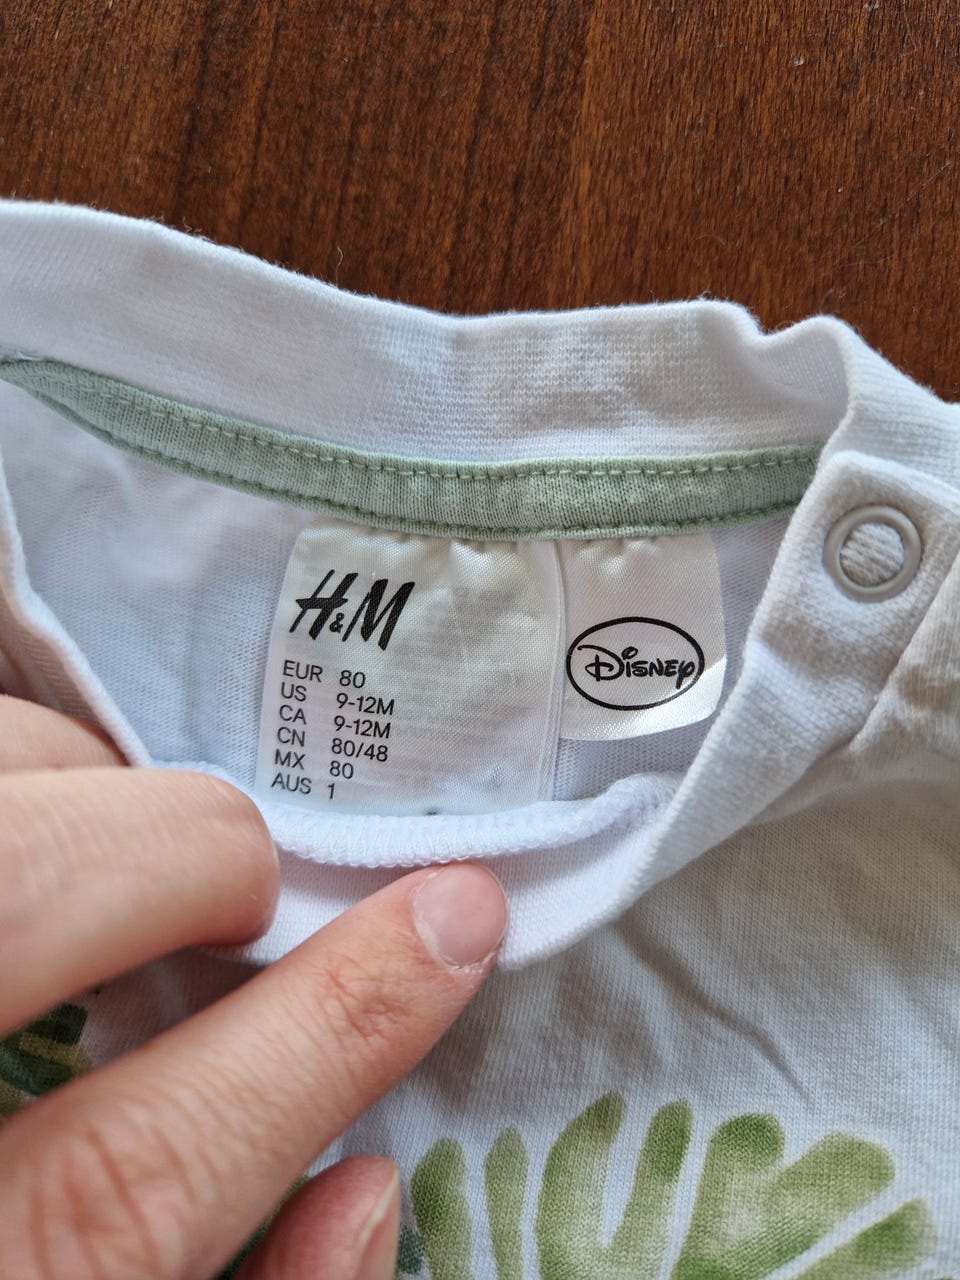 H&M
EUR 80
US 9-12M
CA 9-12M
CN 80/48
MX 80
AUS 1
Disney